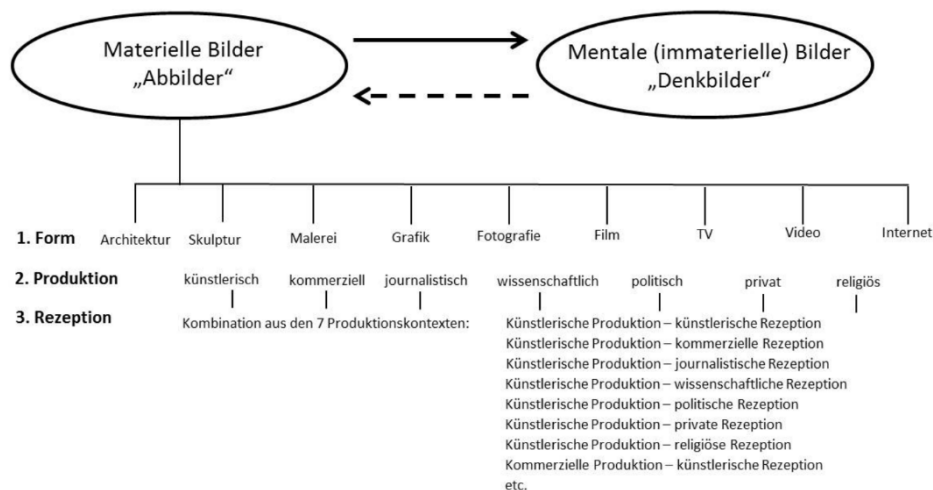 Materielle Bilder
„Abbilder“
Mentale (immaterielle) Bilder
„Denkbilder“
1. Form
Architektur Skulptur Malerei Grafik Fotografie Film TV Video Internet
2. Produktion
künstlerisch kommerziell journalistisch wissenschaftlich politisch privat religiös
3. Rezeption
Kombination aus den 7 Produktionskontexten:
Künstlerische Produktion – künstlerische Rezeption
Künstlerische Produktion – kommerzielle Rezeption
Künstlerische Produktion – journalistische Rezeption
Künstlerische Produktion – wissenschaftliche Rezeption
Künstlerische Produktion – politische Rezeption
Künstlerische Produktion – private Rezeption
Künstlerische Produktion – religiöse Rezeption
Kommerzielle Produktion – künstlerische Rezeption
etc.